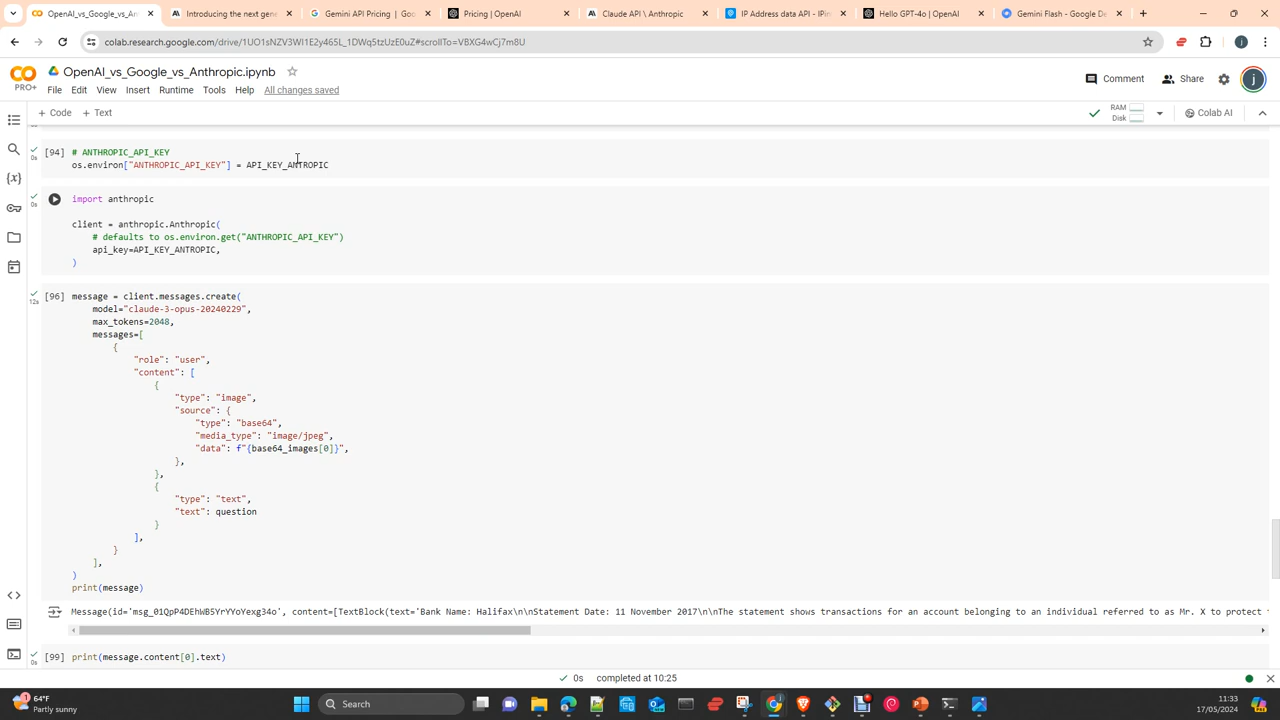 OpenAI_vs_Google_vs_An
Introducing the next gene
Gemini API Pricing | Goo
Pricing | OpenAI
Claude API \ Anthropic
IP Address data API - IPin
Hello GPT-4o | OpenAI
Gemini Flash - Google De
colab.research.google.com/drive/1UO1sNZV3WI1E2y465L_1DWq5tzUzE0uZ#scrollTo=VBXG4wCj7m8U
OpenAI_vs_Google_vs_Anthropic.ipynb
PRO+
File Edit View Insert Runtime Tools Help All changes saved
Comment Share
+ Code + Text
RAM
Disk
Colab AI
[94] # ANTHROPIC_API_KEY
0s
os.environ["ANTHROPIC_API_KEY"] = API_KEY_ANTROPIC
import anthropic
0s
client = anthropic.Anthropic(
# defaults to os.environ.get("ANTHROPIC_API_KEY")
api_key=API_KEY_ANTROPIC,
)
[96] message = client.messages.create(
12s
model="claude-3-opus-20240229",
max_tokens=2048,
messages=[
{
"role": "user",
"content": [
{
"type": "image",
"source": {
"type": "base64",
"media_type": "image/jpeg",
"data": f"{base64_images[0]}",
},
},
{
"type": "text",
"text": question
}
],
}
],
)
print(message)
Message(id='msg_01QpP4DEhWB5YrYYoYexg34o', content=[TextBlock(text='Bank Name: Halifax\n\nStatement Date: 11 November 2017\n\nThe statement shows transactions for an account belonging to an individual referred to as Mr. X to protect
[99] print(message.content[0].text)
0s
0s completed at 10:25
64°F
Partly sunny
Search
11:33
17/05/2024